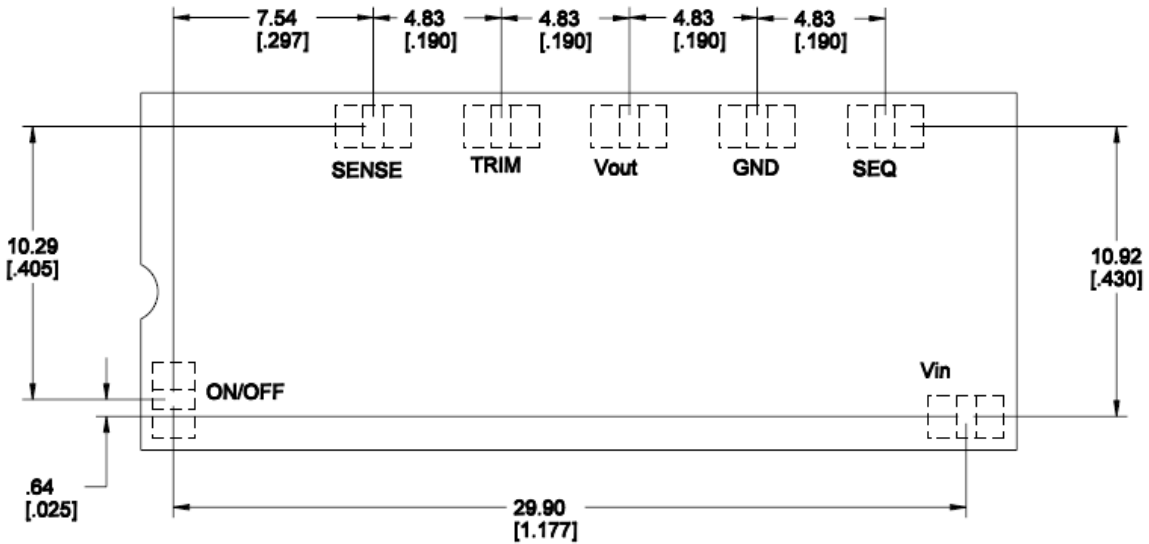 7.54
[.297]
4.83
[.190]
4.83
[.190]
4.83
[.190]
4.83
[.190]
SENSE
TRIM
Vout
GND
SEQ
10.29
[.405]
10.92
[.430]
ON/OFF
Vin
.64
[.025]
29.90
[1.177]